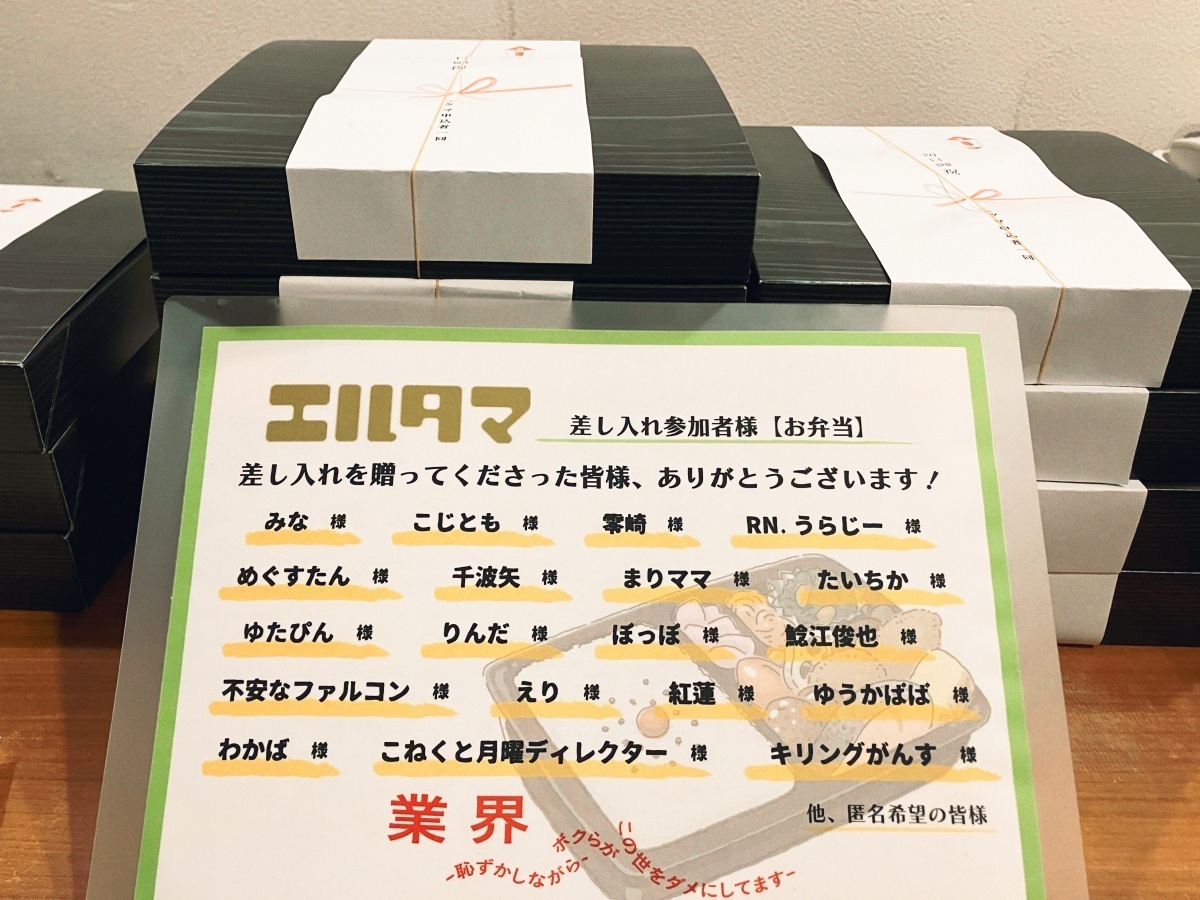 申込者一同
エルタマ 差し入れ参加者様【お弁当】
差し入れを贈ってくださった皆様、ありがとうございます！
みな 様 こじとも 様 零崎 様 RN. うらじー 様
めぐすたん 様 千波矢 様 まりママ 様 たいちか 様
ゆたぴん 様 りんだ 様 ぽっぽ 様 鯰江俊也 様
不安なファルコン 様 えり 様 紅蓮 様 ゆうかぱぱ 様
わかば 様 こねくと月曜ディレクター 様 キリングがんす 様
他、匿名希望の皆様
業界
-恥ずかしながら-
ボクらがこの世をダメにしてます-